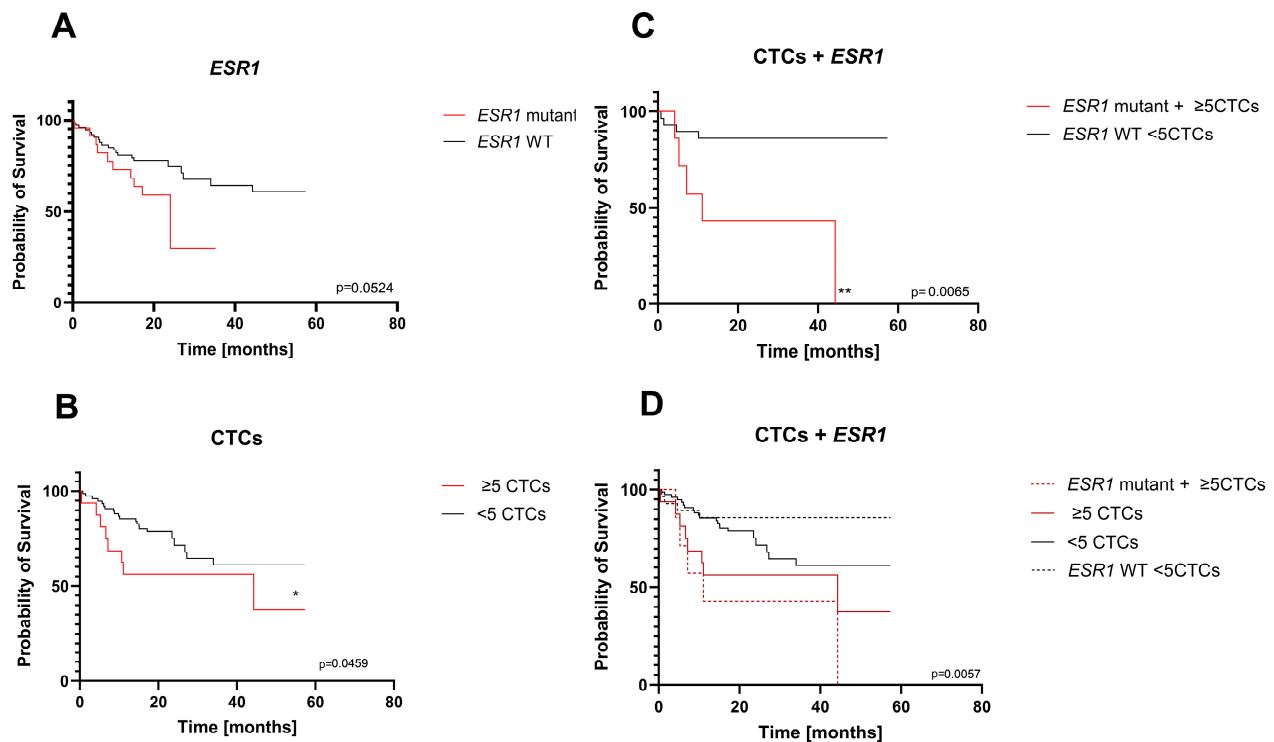 A
ESR1
ESR1 mutant
ESR1 WT
Probability of Survival
100
50
0
p=0.0524
0 20 40 60 80
Time [months]
B
CTCs
≥5 CTCs
<5 CTCs
Probability of Survival
100
50
0
*
p=0.0459
0 20 40 60 80
Time [months]
C
CTCs + ESR1
ESR1 mutant + ≥5CTCs
ESR1 WT <5CTCs
Probability of Survival
100
50
0
**
p= 0.0065
0 20 40 60 80
Time [months]
D
CTCs + ESR1
ESR1 mutant + ≥5CTCs
≥5 CTCs
<5 CTCs
ESR1 WT <5CTCs
Probability of Survival
100
50
0
p=0.0057
0 20 40 60 80
Time [months]